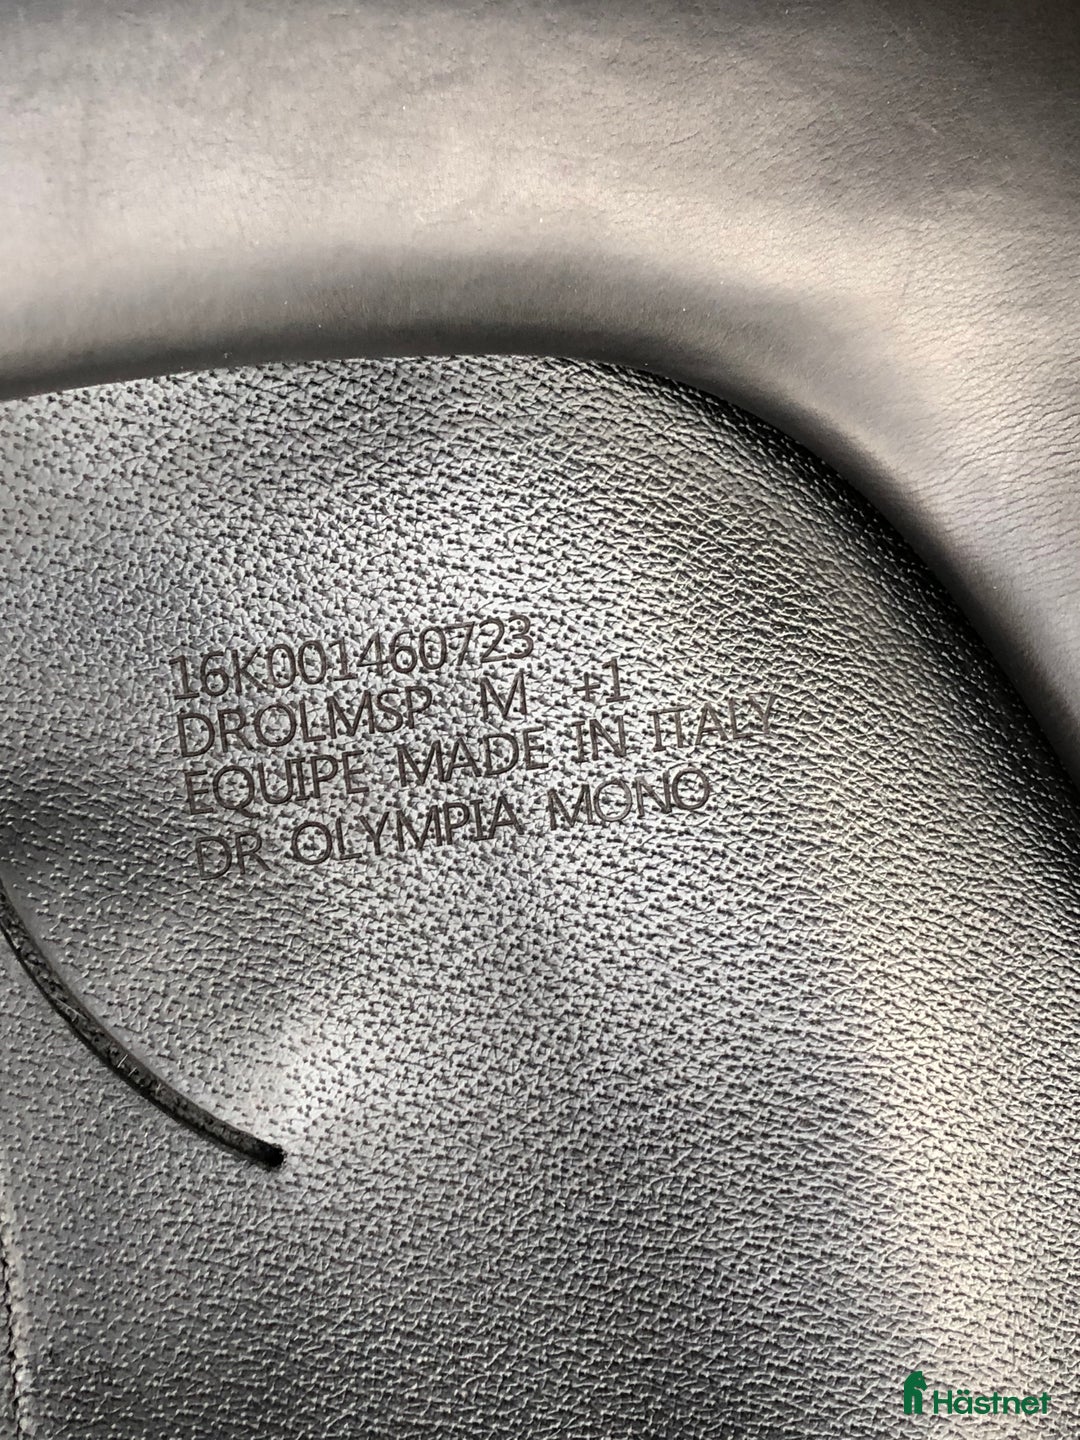 16K001460723
DROLMSP M +1
EQUIPE MADE IN ITALY
DR OLYMPIA MONO
Hästnet